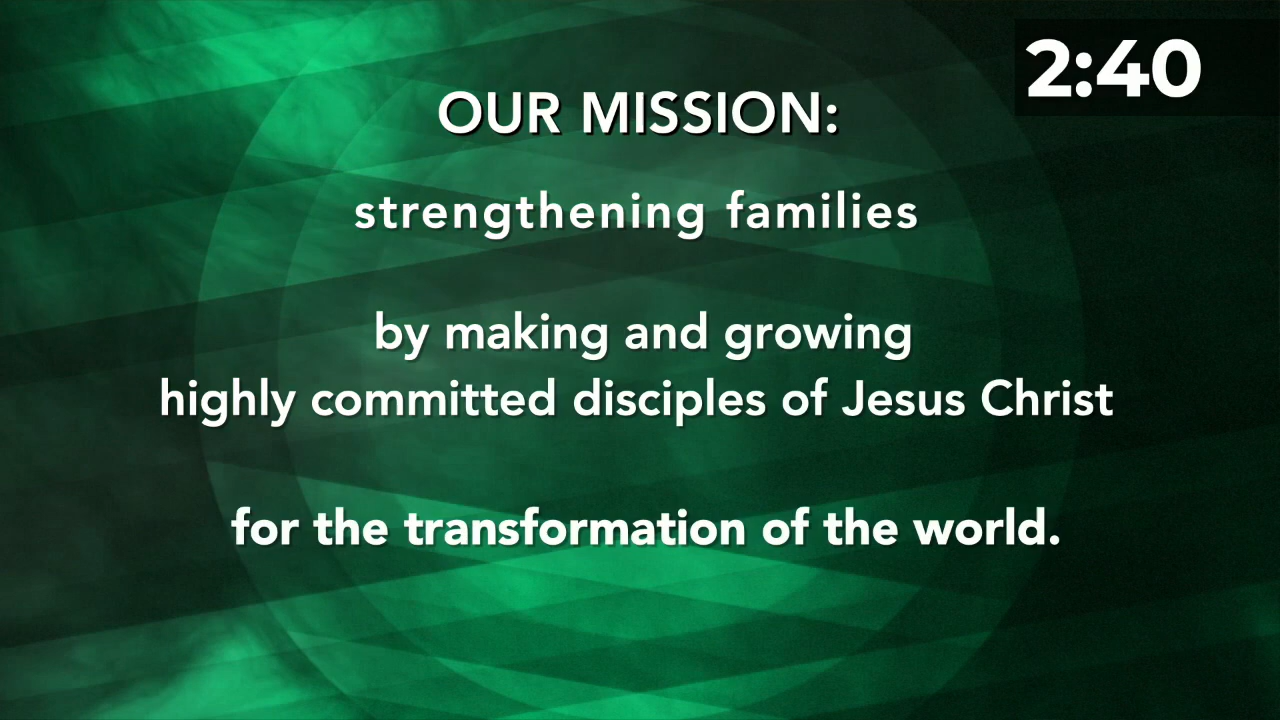 2:40
OUR MISSION:
strengthening families
by making and growing
highly committed disciples of Jesus Christ
for the transformation of the world.